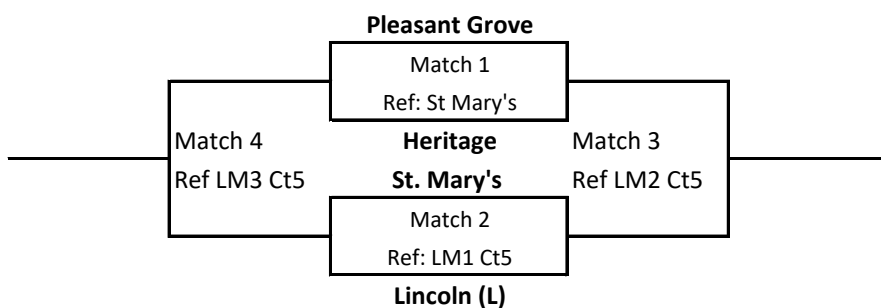 Pleasant Grove
Match 1
Ref: St Mary's
Match 4
Heritage
Match 3
Ref LM3 Ct5
St. Mary's
Ref LM2 Ct5
Match 2
Ref: LM1 Ct5
Lincoln (L)